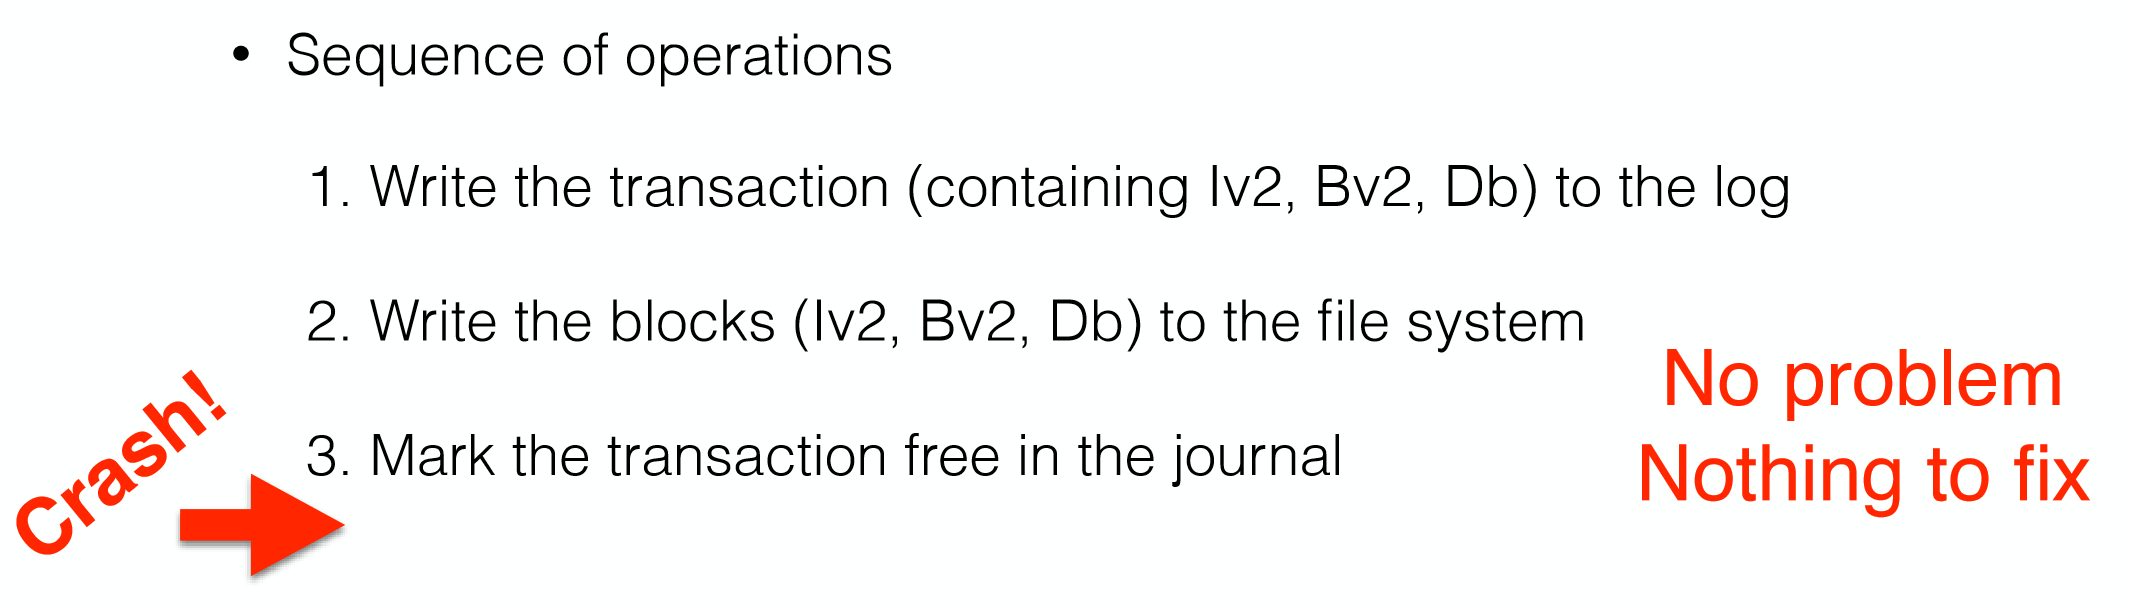 • Sequence of operations
1. Write the transaction (containing Iv2, Bv2, Db) to the log
2. Write the blocks (Iv2, Bv2, Db) to the file system
No problem
Crash!
3. Mark the transaction free in the journal
Nothing to fix